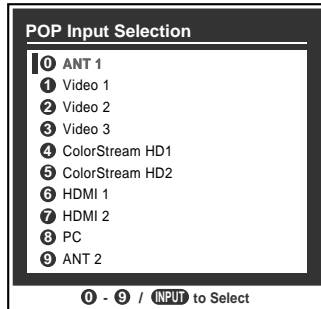 POP Input Selection
0 ANT 1
1 Video 1
2 Video 2
3 Video 3
4 ColorStream HD1
5 ColorStream HD2
6 HDMI 1
7 HDMI 2
8 PC
9 ANT 2
0 - 9 / INPUT to Select